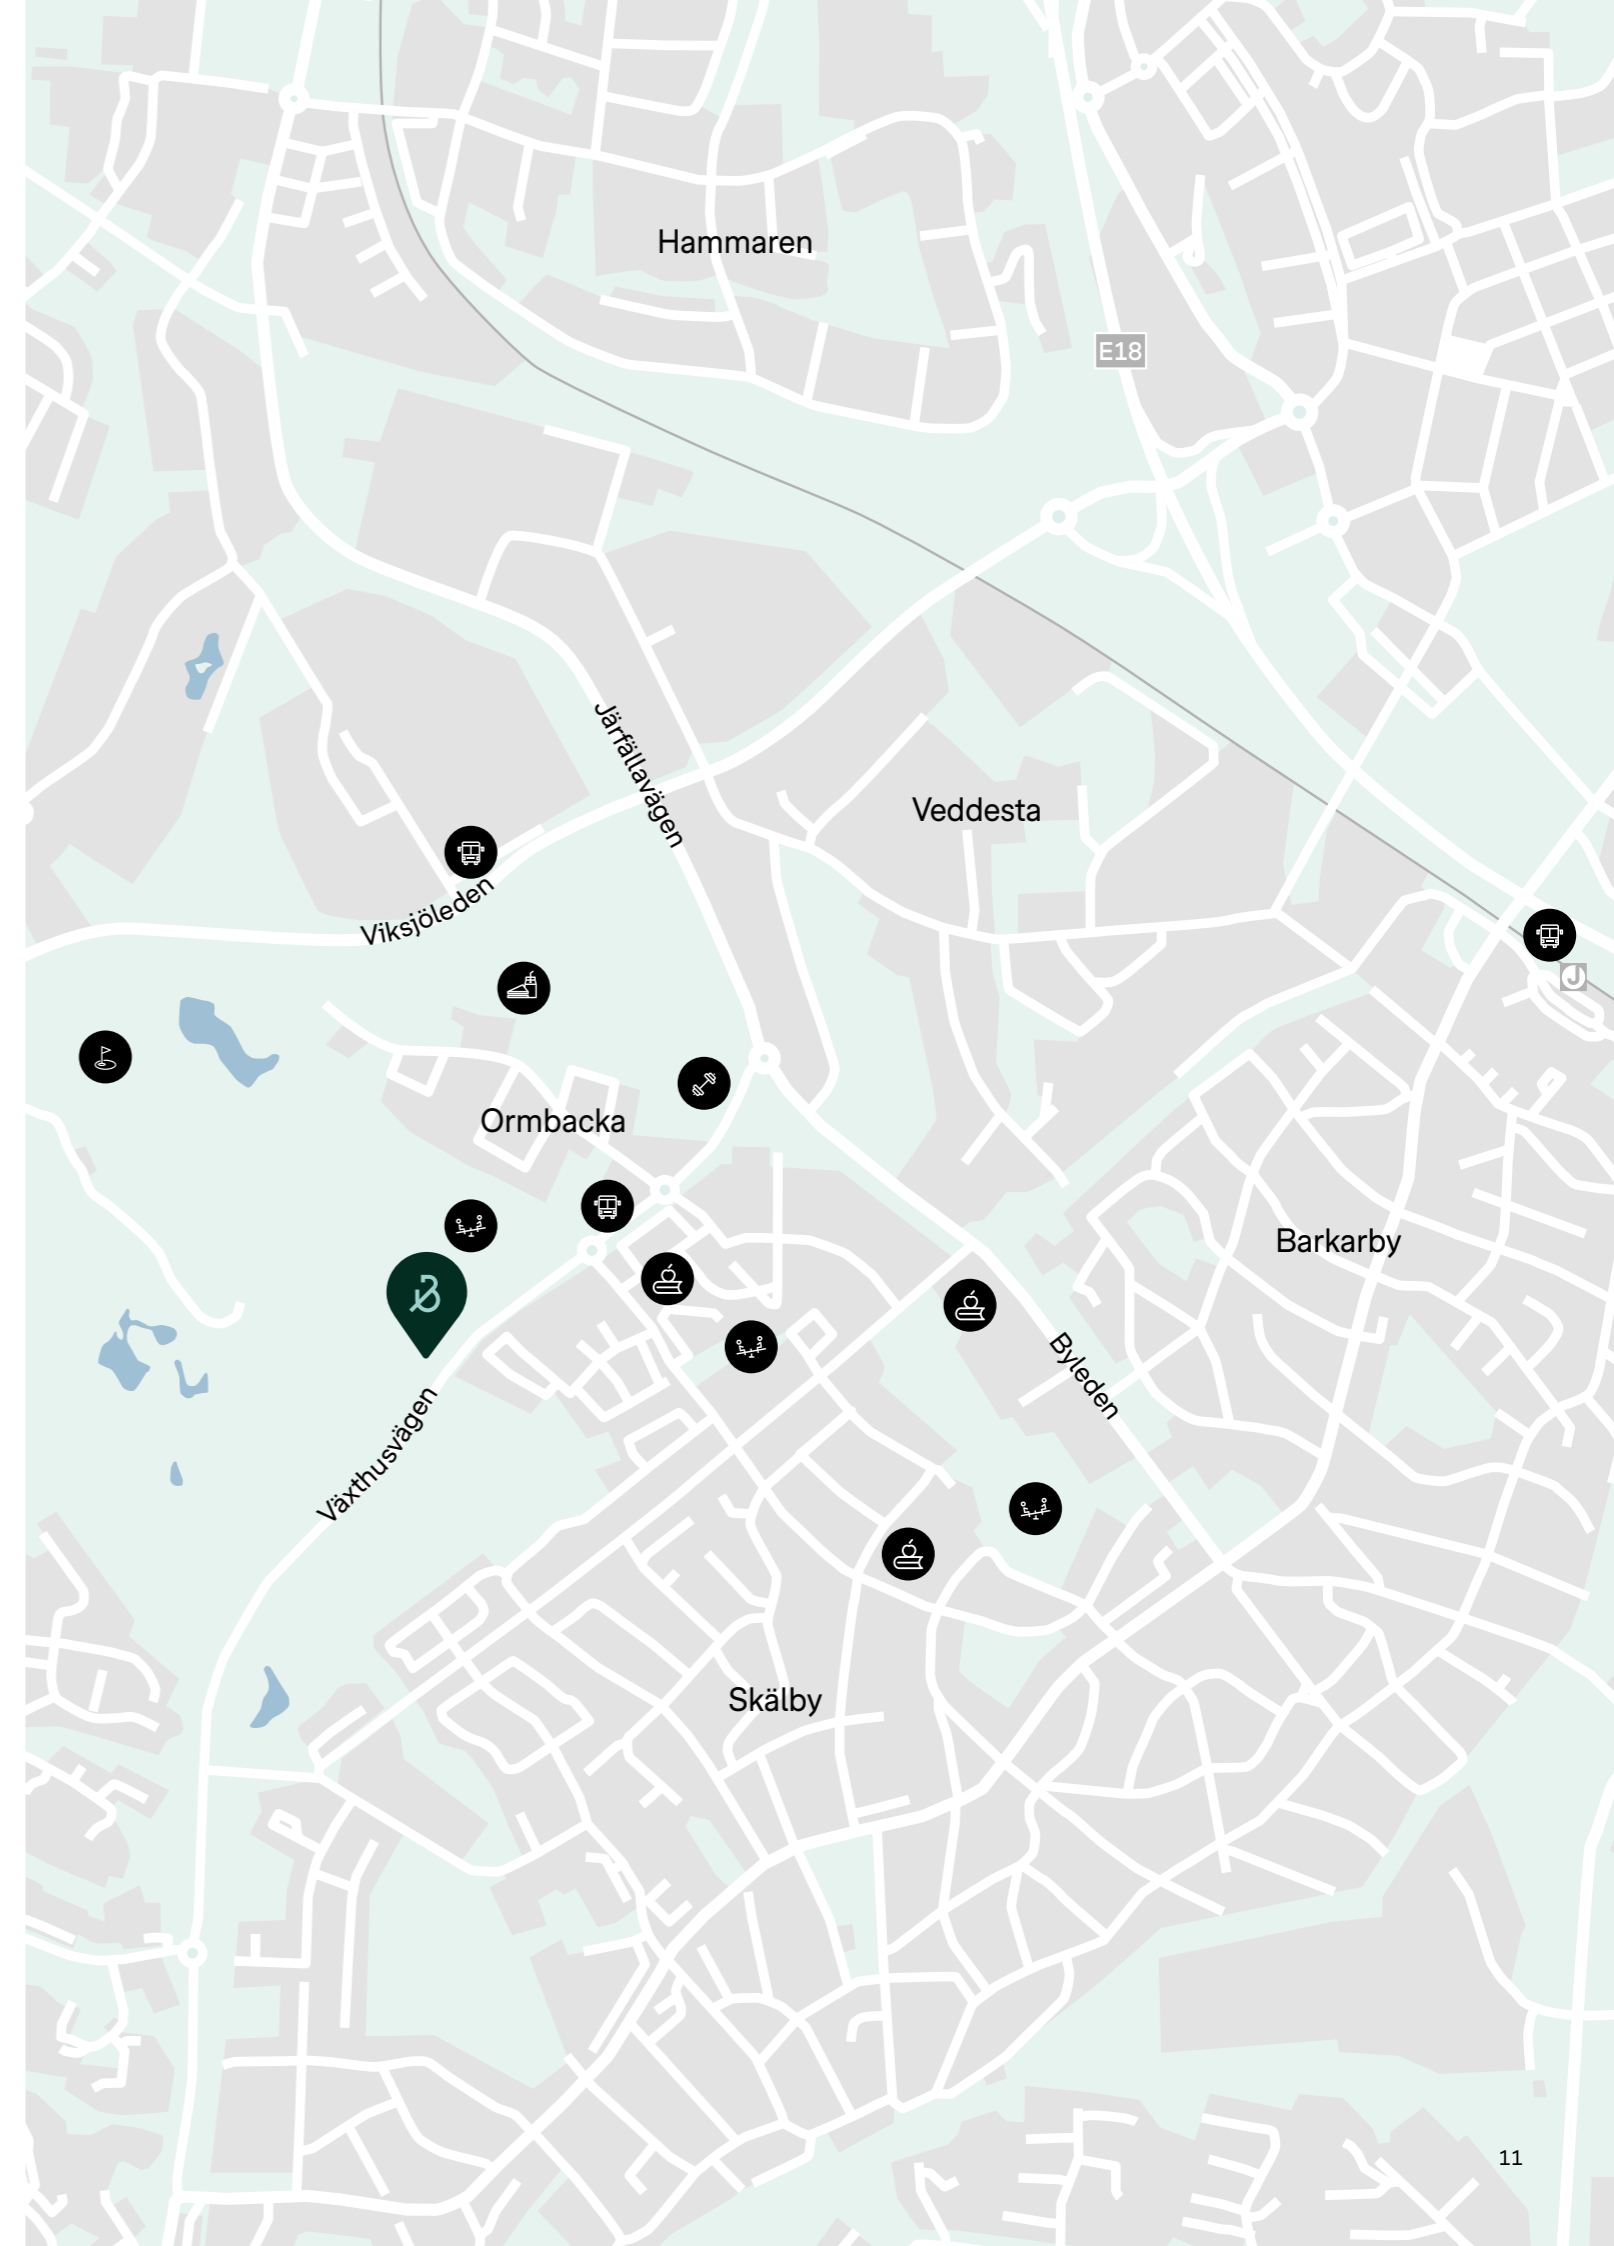 Hammaren
E18
Järfällavägen
Veddesta
Viksjöleden
J
Ormbacka
Barkarby
B
Byleden
Växthusvägen
Skälby
11